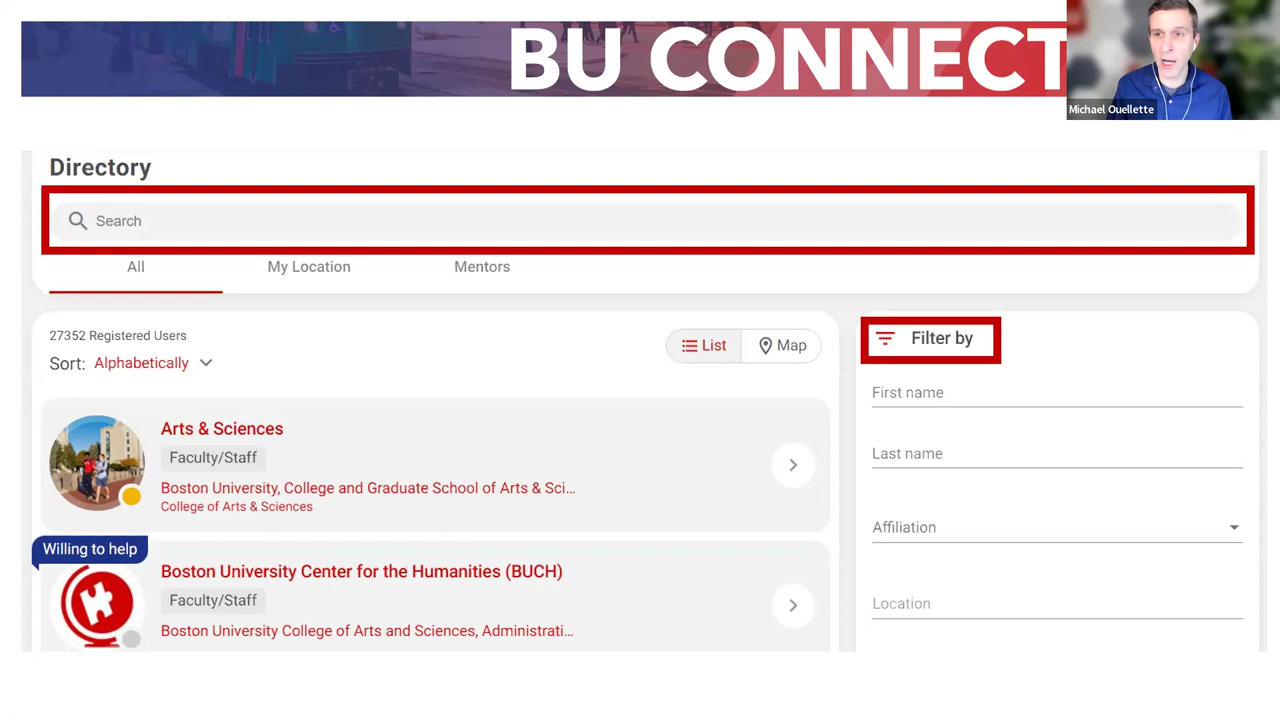 BU CONNECT
Michael Ouellette
Directory
Search
All
My Location
Mentors
27352 Registered Users
Sort: Alphabetically
List
Map
Filter by
First name
Last name
Affiliation
Location
Arts & Sciences
Faculty/Staff
Boston University, College and Graduate School of Arts & Sci...
College of Arts & Sciences
Willing to help
Boston University Center for the Humanities (BUCH)
Faculty/Staff
Boston University College of Arts and Sciences, Administrati...